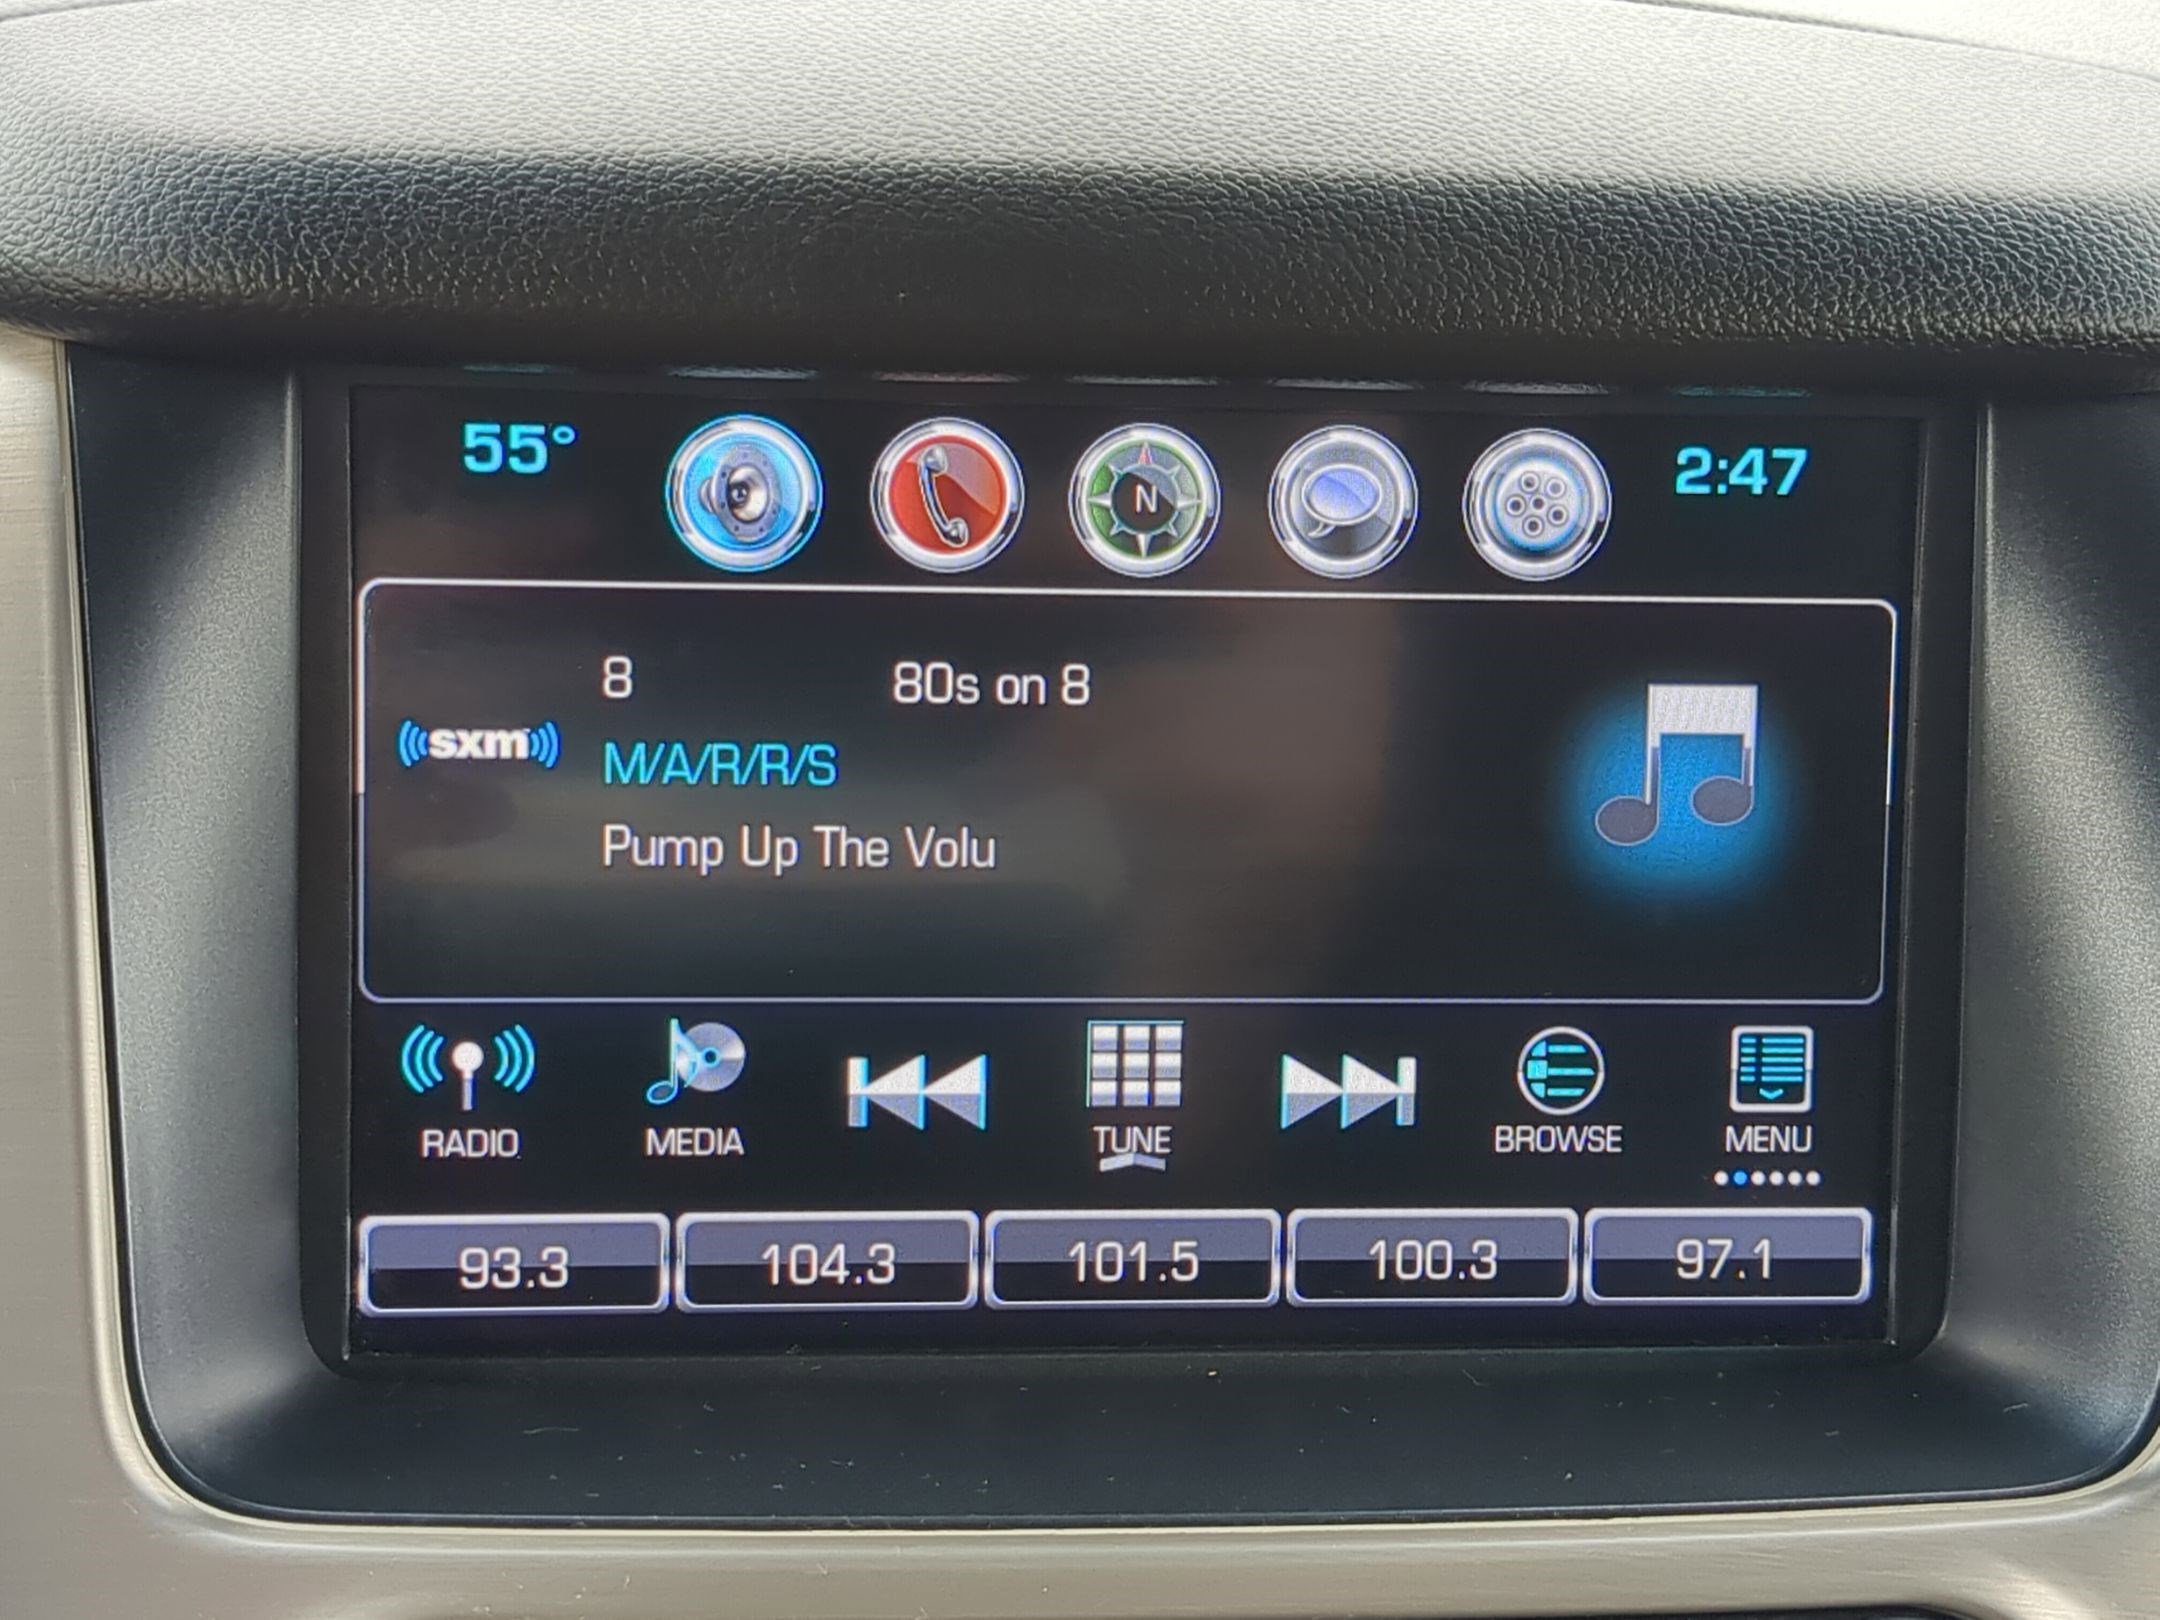 55° N 2:47
8 80s on 8
((sxm))
M/A/R/R/S
Pump Up The Volu
RADIO MEDIA TUNE BROWSE MENU
93.3 104.3 101.5 100.3 97.1